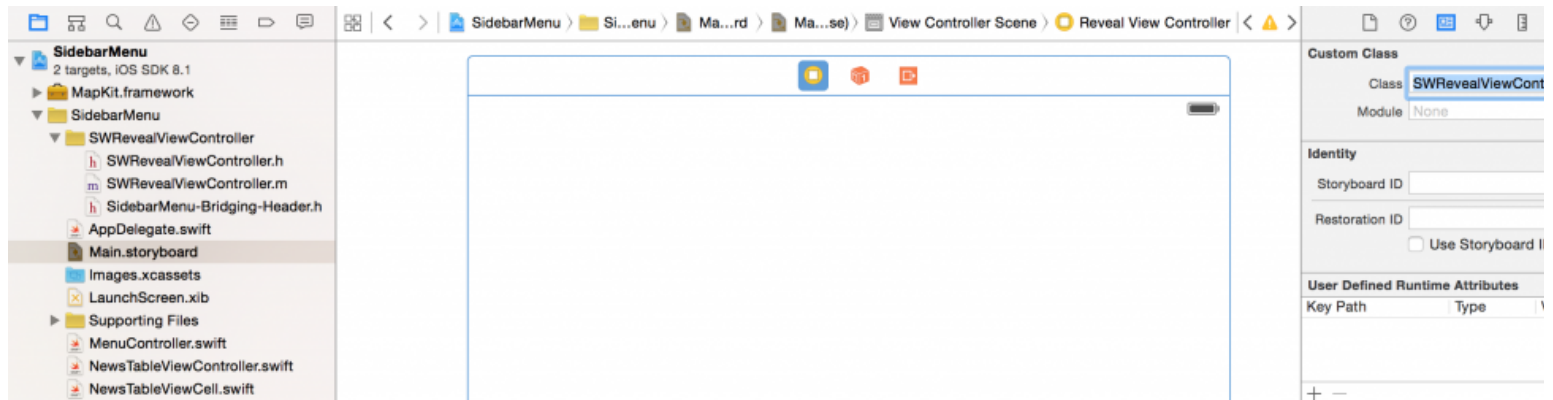 SidebarMenu
2 targets, iOS SDK 8.1
MapKit.framework
SidebarMenu
SWRevealViewController
SWRevealViewController.h
SWRevealViewController.m
SidebarMenu-Bridging-Header.h
AppDelegate.swift
Main.storyboard
Images.xcassets
LaunchScreen.xib
Supporting Files
MenuController.swift
NewsTableViewController.swift
NewsTableViewCell.swift
SidebarMenu Si...enu Ma...rd Ma...se) View Controller Scene Reveal View Controller
Custom Class
Class SWRevealViewCont
Module None
Identity
Storyboard ID
Restoration ID
Use Storyboard
User Defined Runtime Attributes
Key Path Type